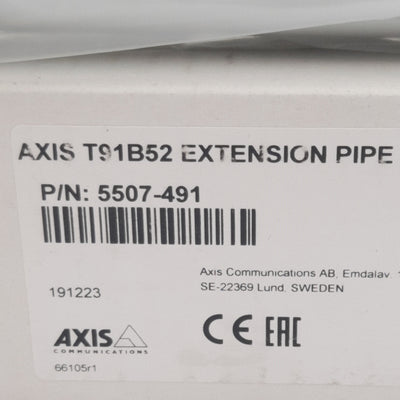 AXIS T91B52 EXTENSION PIPE
P/N: 5507-491
Axis Communications AB, Emdalav.
SE-22369 Lund. SWEDEN
191223
AXIS
COMMUNICATIONS
CE EAC
66105r1